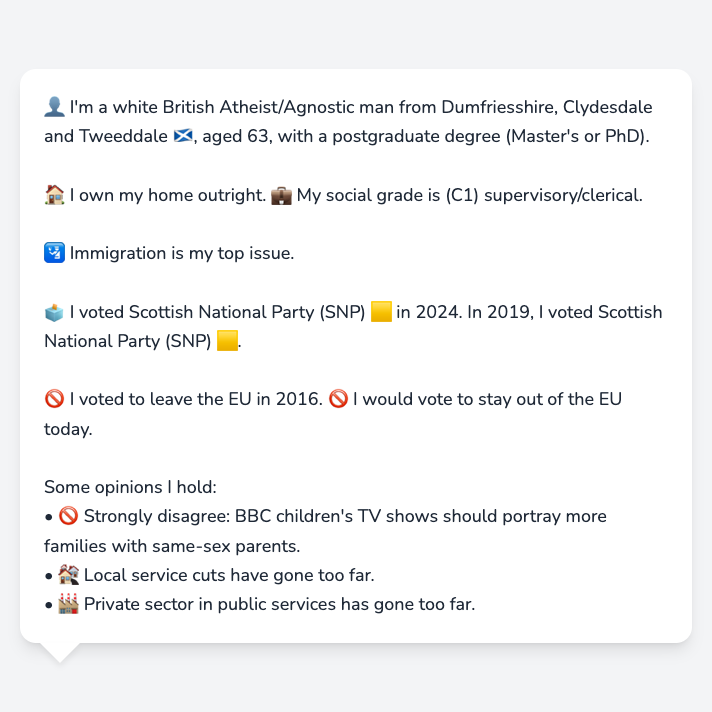 👤 I'm a white British Atheist/Agnostic man from Dumfriesshire, Clydesdale
and Tweeddale 🏴󠁧󠁢󠁳󠁣󠁴󠁿, aged 63, with a postgraduate degree (Master's or PhD).
🏠 I own my home outright. 💼 My social grade is (C1) supervisory/clerical.
🛂 Immigration is my top issue.
🗳️ I voted Scottish National Party (SNP) 🟨 in 2024. In 2019, I voted Scottish
National Party (SNP) 🟨.
🚫 I voted to leave the EU in 2016. 🚫 I would vote to stay out of the EU
today.
Some opinions I hold:
• 🚫 Strongly disagree: BBC children's TV shows should portray more
families with same-sex parents.
• 🏚️ Local service cuts have gone too far.
• 🏭 Private sector in public services has gone too far.